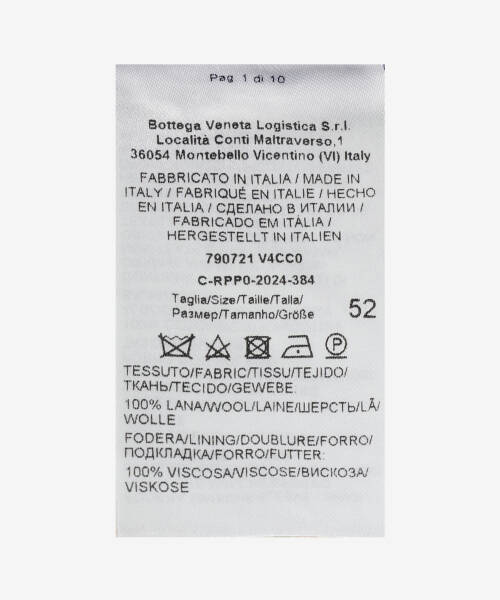 Pag 1 di 10
Bottega Veneta Logistica S.r.l.
Località Conti Maltraverso,1
36054 Montebello Vicentino (VI) Italy
FABBRICATO IN ITALIA / MADE IN
ITALY / FABRIQUÉ EN ITALIE / HECHO
EN ITALIA / СДЕЛАНО В ИТАЛИИ /
FABRICADO EM ITÁLIA /
HERGESTELLT IN ITALIEN
790721 V4CC0
C-RPP0-2024-384
Taglia/Size/Taille/Talla/
Размер/Tamanho/Größe
52
P
TESSUTO/FABRIC/TISSU/TEJIDO/
ТКАНЬ/TECIDO/GEWEBE:
100% LANA/WOOL/LAINE/ШЕРСТЬ/LÃ/
WOLLE
FODERA/LINING/DOUBLURE/FORRO/
ПОДКЛАДКА/FORRO/FUTTER:
100% VISCOSA/VISCOSE/ВИСКОЗА/
VISKOSE